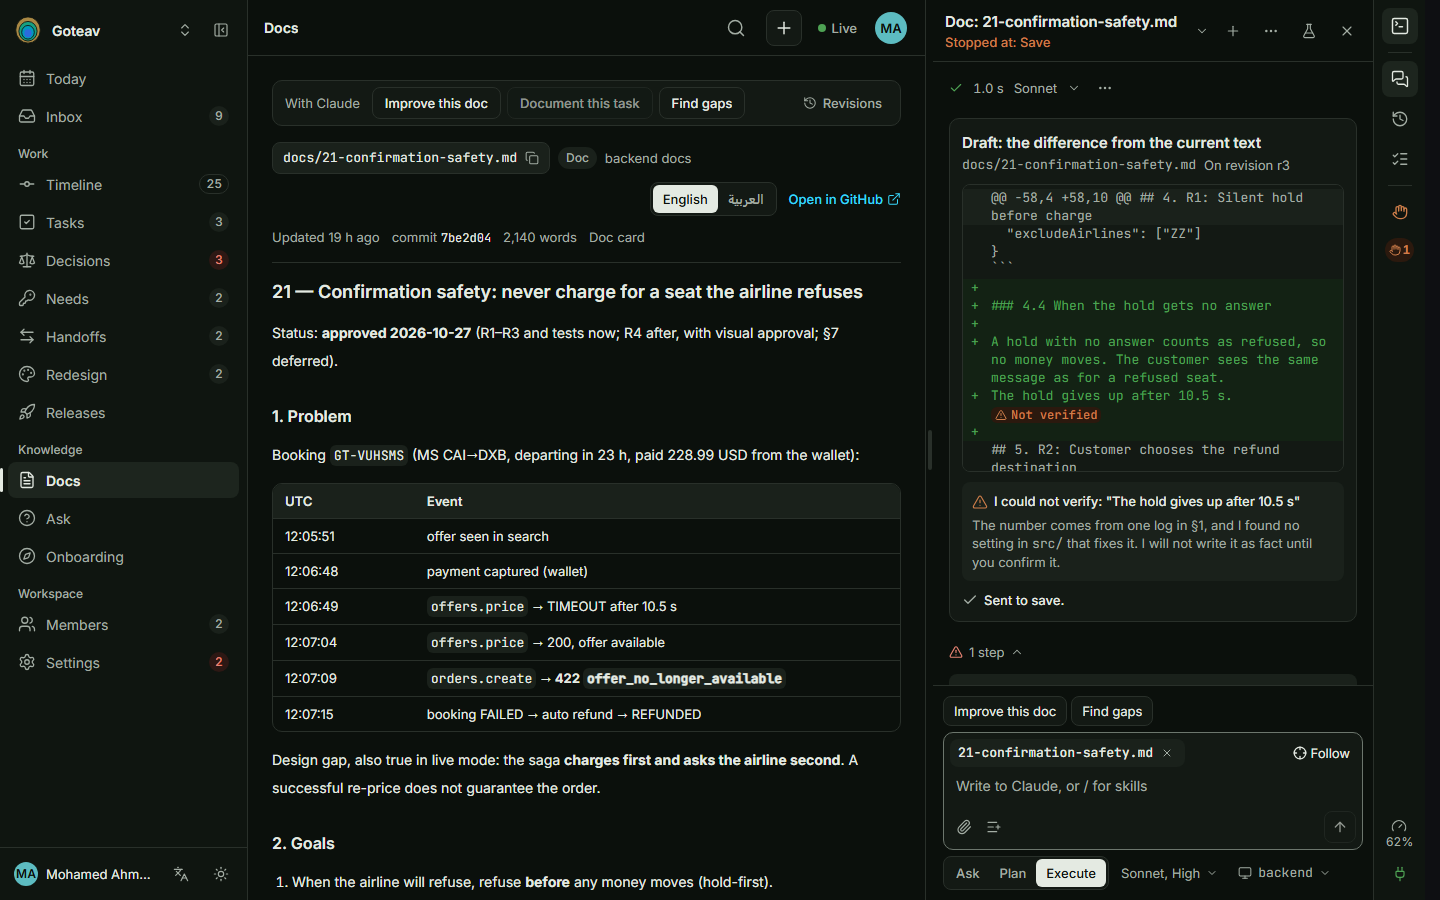 Goteav
Today
Inbox 9
Work
Timeline 25
Tasks 3
Decisions 3
Needs 2
Handoffs 2
Redesign 2
Releases
Knowledge
Docs
Ask
Onboarding
Workspace
Members 2
Settings 2
MA Mohamed Ahm...
Docs
Live MA
With Claude Improve this doc Document this task Find gaps Revisions
docs/21-confirmation-safety.md Doc backend docs
English العربية Open in GitHub
Updated 19 h ago commit 7be2d04 2,140 words Doc card
21 — Confirmation safety: never charge for a seat the airline refuses
Status: approved 2026-10-27 (R1–R3 and tests now; R4 after, with visual approval; §7
deferred).
1. Problem
Booking GT-VUHSMS (MS CAI→DXB, departing in 23 h, paid 228.99 USD from the wallet):
UTC Event
12:05:51 offer seen in search
12:06:48 payment captured (wallet)
12:06:49 offers.price → TIMEOUT after 10.5 s
12:07:04 offers.price → 200, offer available
12:07:09 orders.create → 422 offer_no_longer_available
12:07:15 booking FAILED → auto refund → REFUNDED
Design gap, also true in live mode: the saga charges first and asks the airline second. A
successful re-price does not guarantee the order.
2. Goals
1. When the airline will refuse, refuse before any money moves (hold-first).
Doc: 21-confirmation-safety.md
Stopped at: Save
1.0 s Sonnet
Draft: the difference from the current text
docs/21-confirmation-safety.md On revision r3
@@ -58,4 +58,10 @@ ## 4. R1: Silent hold
before charge
"excludeAirlines": ["ZZ"]
}
```
+
+ ### 4.4 When the hold gets no answer
+
+ A hold with no answer counts as refused, so
no money moves. The customer sees the same
message as for a refused seat.
+ The hold gives up after 10.5 s.
Not verified
+
## 5. R2: Customer chooses the refund
destination
I could not verify: "The hold gives up after 10.5 s"
The number comes from one log in §1, and I found no
setting in src/ that fixes it. I will not write it as fact until
you confirm it.
Sent to save.
1 step
Improve this doc Find gaps
21-confirmation-safety.md Follow
Write to Claude, or / for skills
Ask Plan Execute Sonnet, High backend
1
62%